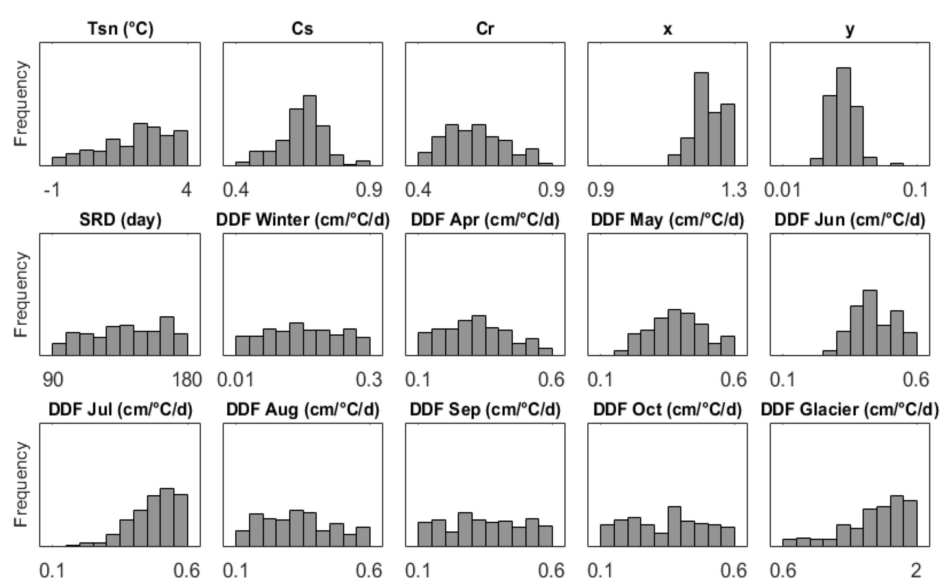 Tsn (°C) Cs Cr x y
Frequency
-1 4 0.4 0.9 0.4 0.9 0.9 1.3 0.01 0.1
SRD (day) DDF Winter (cm/°C/d) DDF Apr (cm/°C/d) DDF May (cm/°C/d) DDF Jun (cm/°C/d)
Frequency
90 180 0.01 0.3 0.1 0.6 0.1 0.6 0.1 0.6
DDF Jul (cm/°C/d) DDF Aug (cm/°C/d) DDF Sep (cm/°C/d) DDF Oct (cm/°C/d) DDF Glacier (cm/°C/d)
Frequency
0.1 0.6 0.1 0.6 0.1 0.6 0.1 0.6 0.6 2